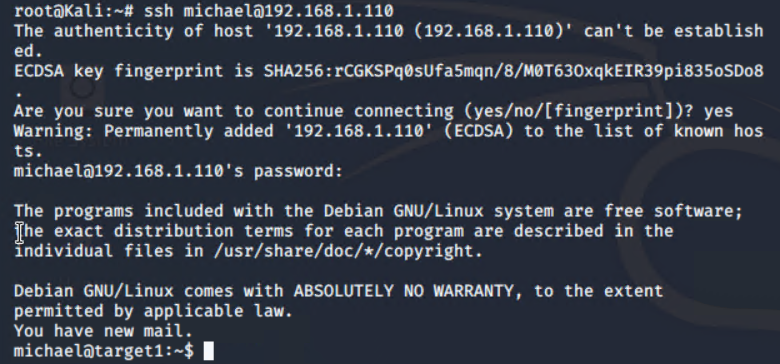 root@Kali:~# ssh michael@192.168.1.110
The authenticity of host '192.168.1.110 (192.168.1.110)' can't be establish
ed.
ECDSA key fingerprint is SHA256:rCGKSPq0sUfa5mqn/8/M0T63OxqkEIR39pi835oSDo8
.
Are you sure you want to continue connecting (yes/no/[fingerprint])? yes
Warning: Permanently added '192.168.1.110' (ECDSA) to the list of known hos
ts.
michael@192.168.1.110's password:
The programs included with the Debian GNU/Linux system are free software;
the exact distribution terms for each program are described in the
individual files in /usr/share/doc/*/copyright.
Debian GNU/Linux comes with ABSOLUTELY NO WARRANTY, to the extent
permitted by applicable law.
You have new mail.
michael@target1:~$